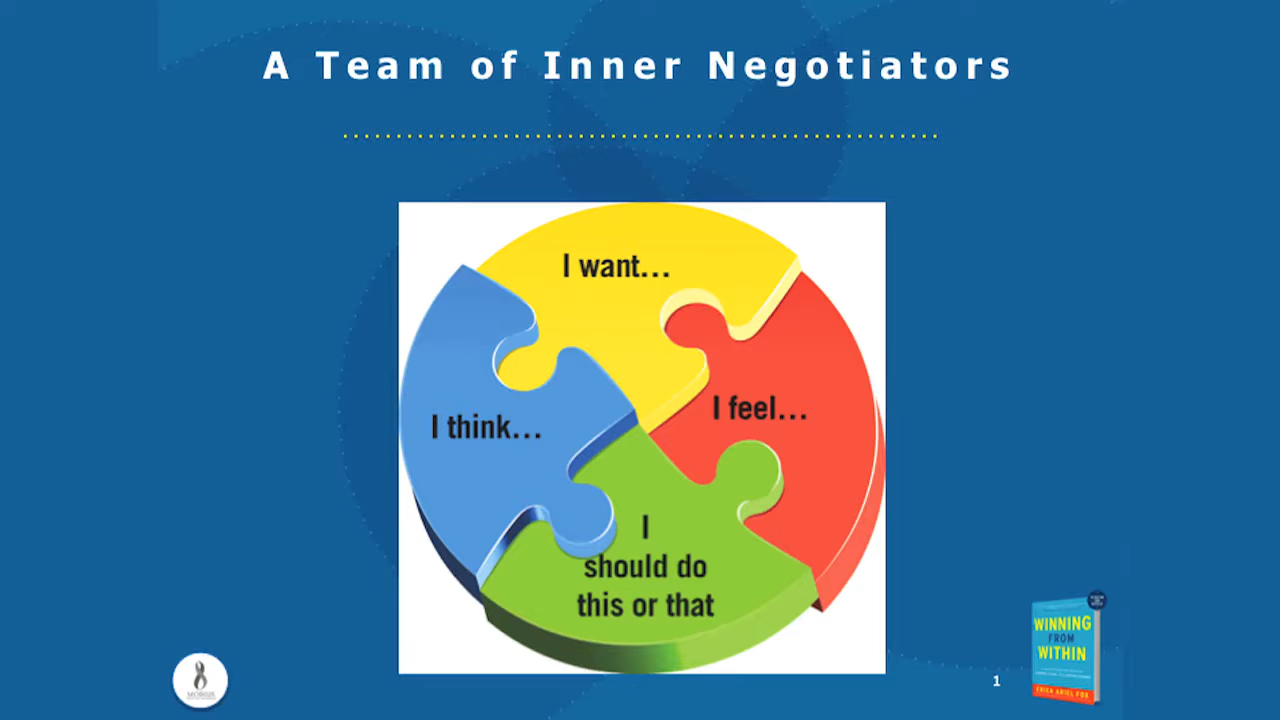 A Team of Inner Negotiators
I want...
I feel...
I think...
I
should do
this or that
1
WINNING
FROM
WITHIN
ERICA ARIEL FOX
MOBIUS